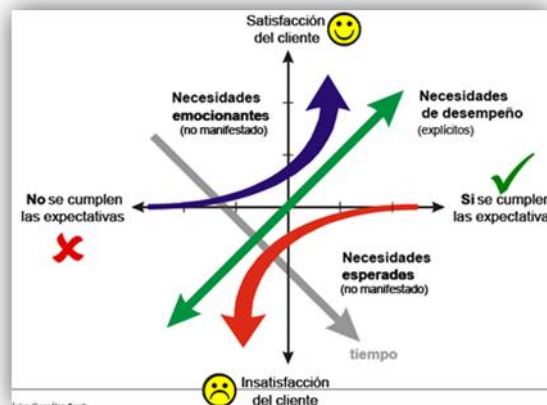 Satisfacción
del cliente
Necesidades
emocionantes
(no manifestado)
Necesidades
de desempeño
(explícitos)
No se cumplen
las expectativas
Si se cumplen
las expectativa
Necesidades
esperadas
(no manifestado)
tiempo
Insatisfacción
del cliente